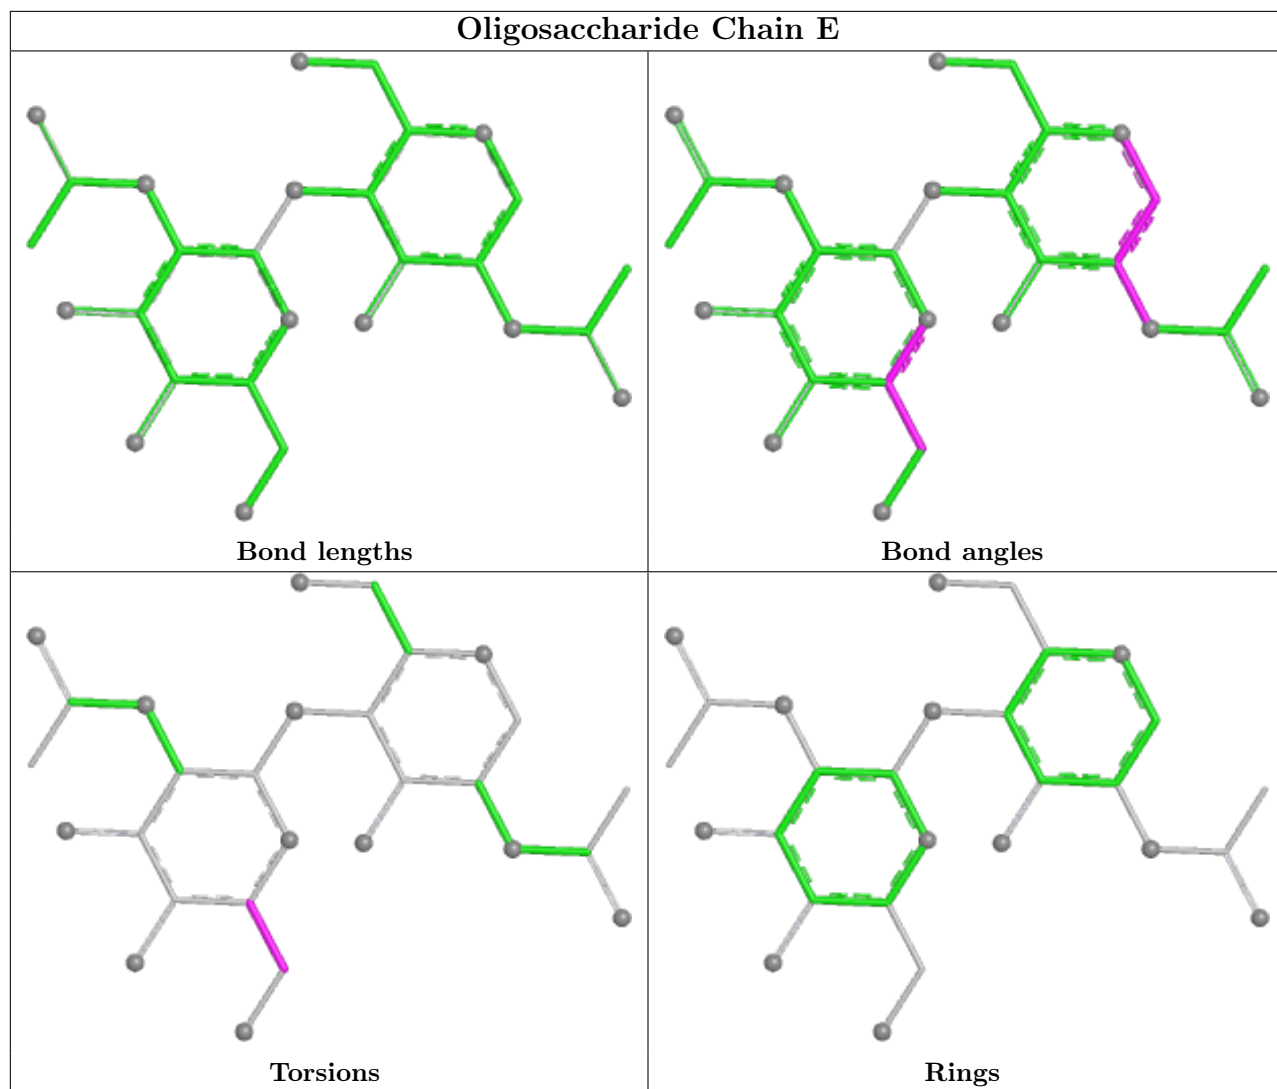 Oligosaccharide Chain E
Bond lengths
Bond angles
Torsions
Rings